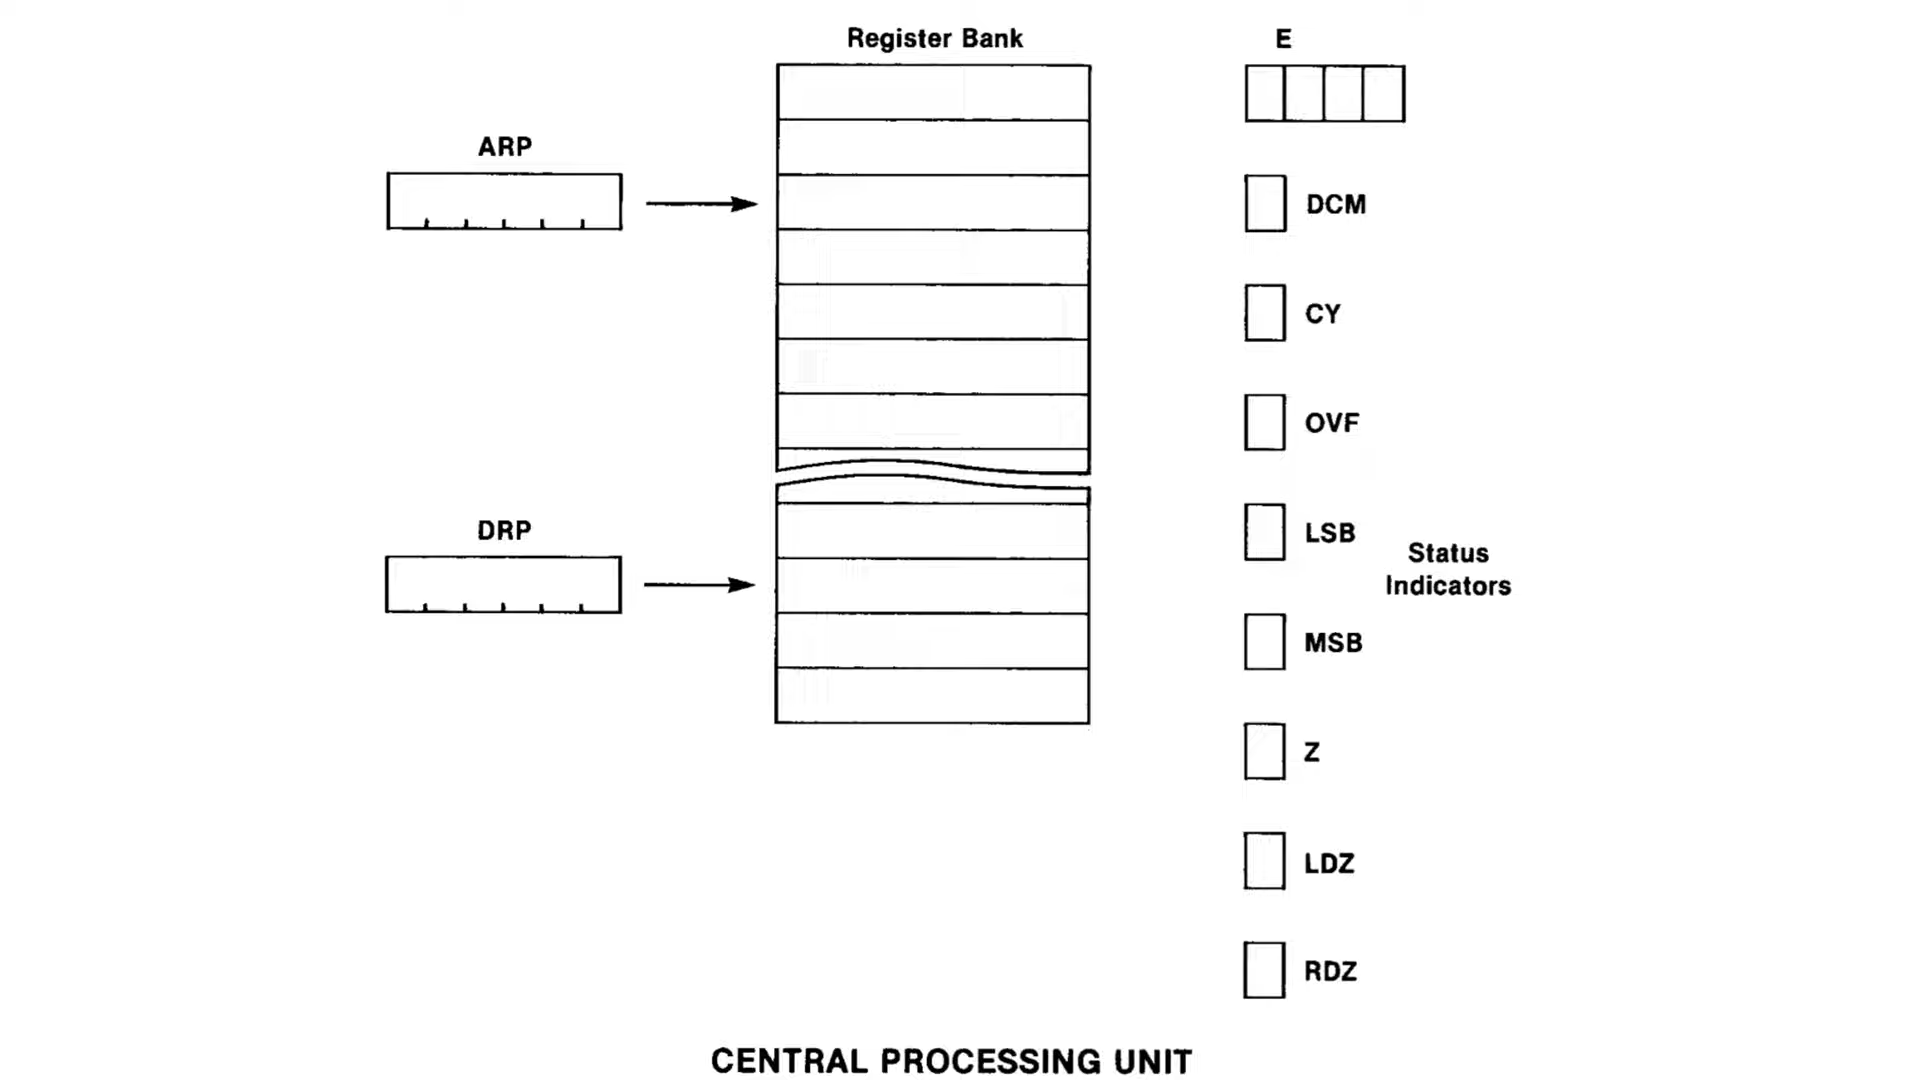 Register Bank
E
ARP
DCM
CY
OVF
DRP
LSB
Status
Indicators
MSB
Z
LDZ
RDZ
CENTRAL PROCESSING UNIT